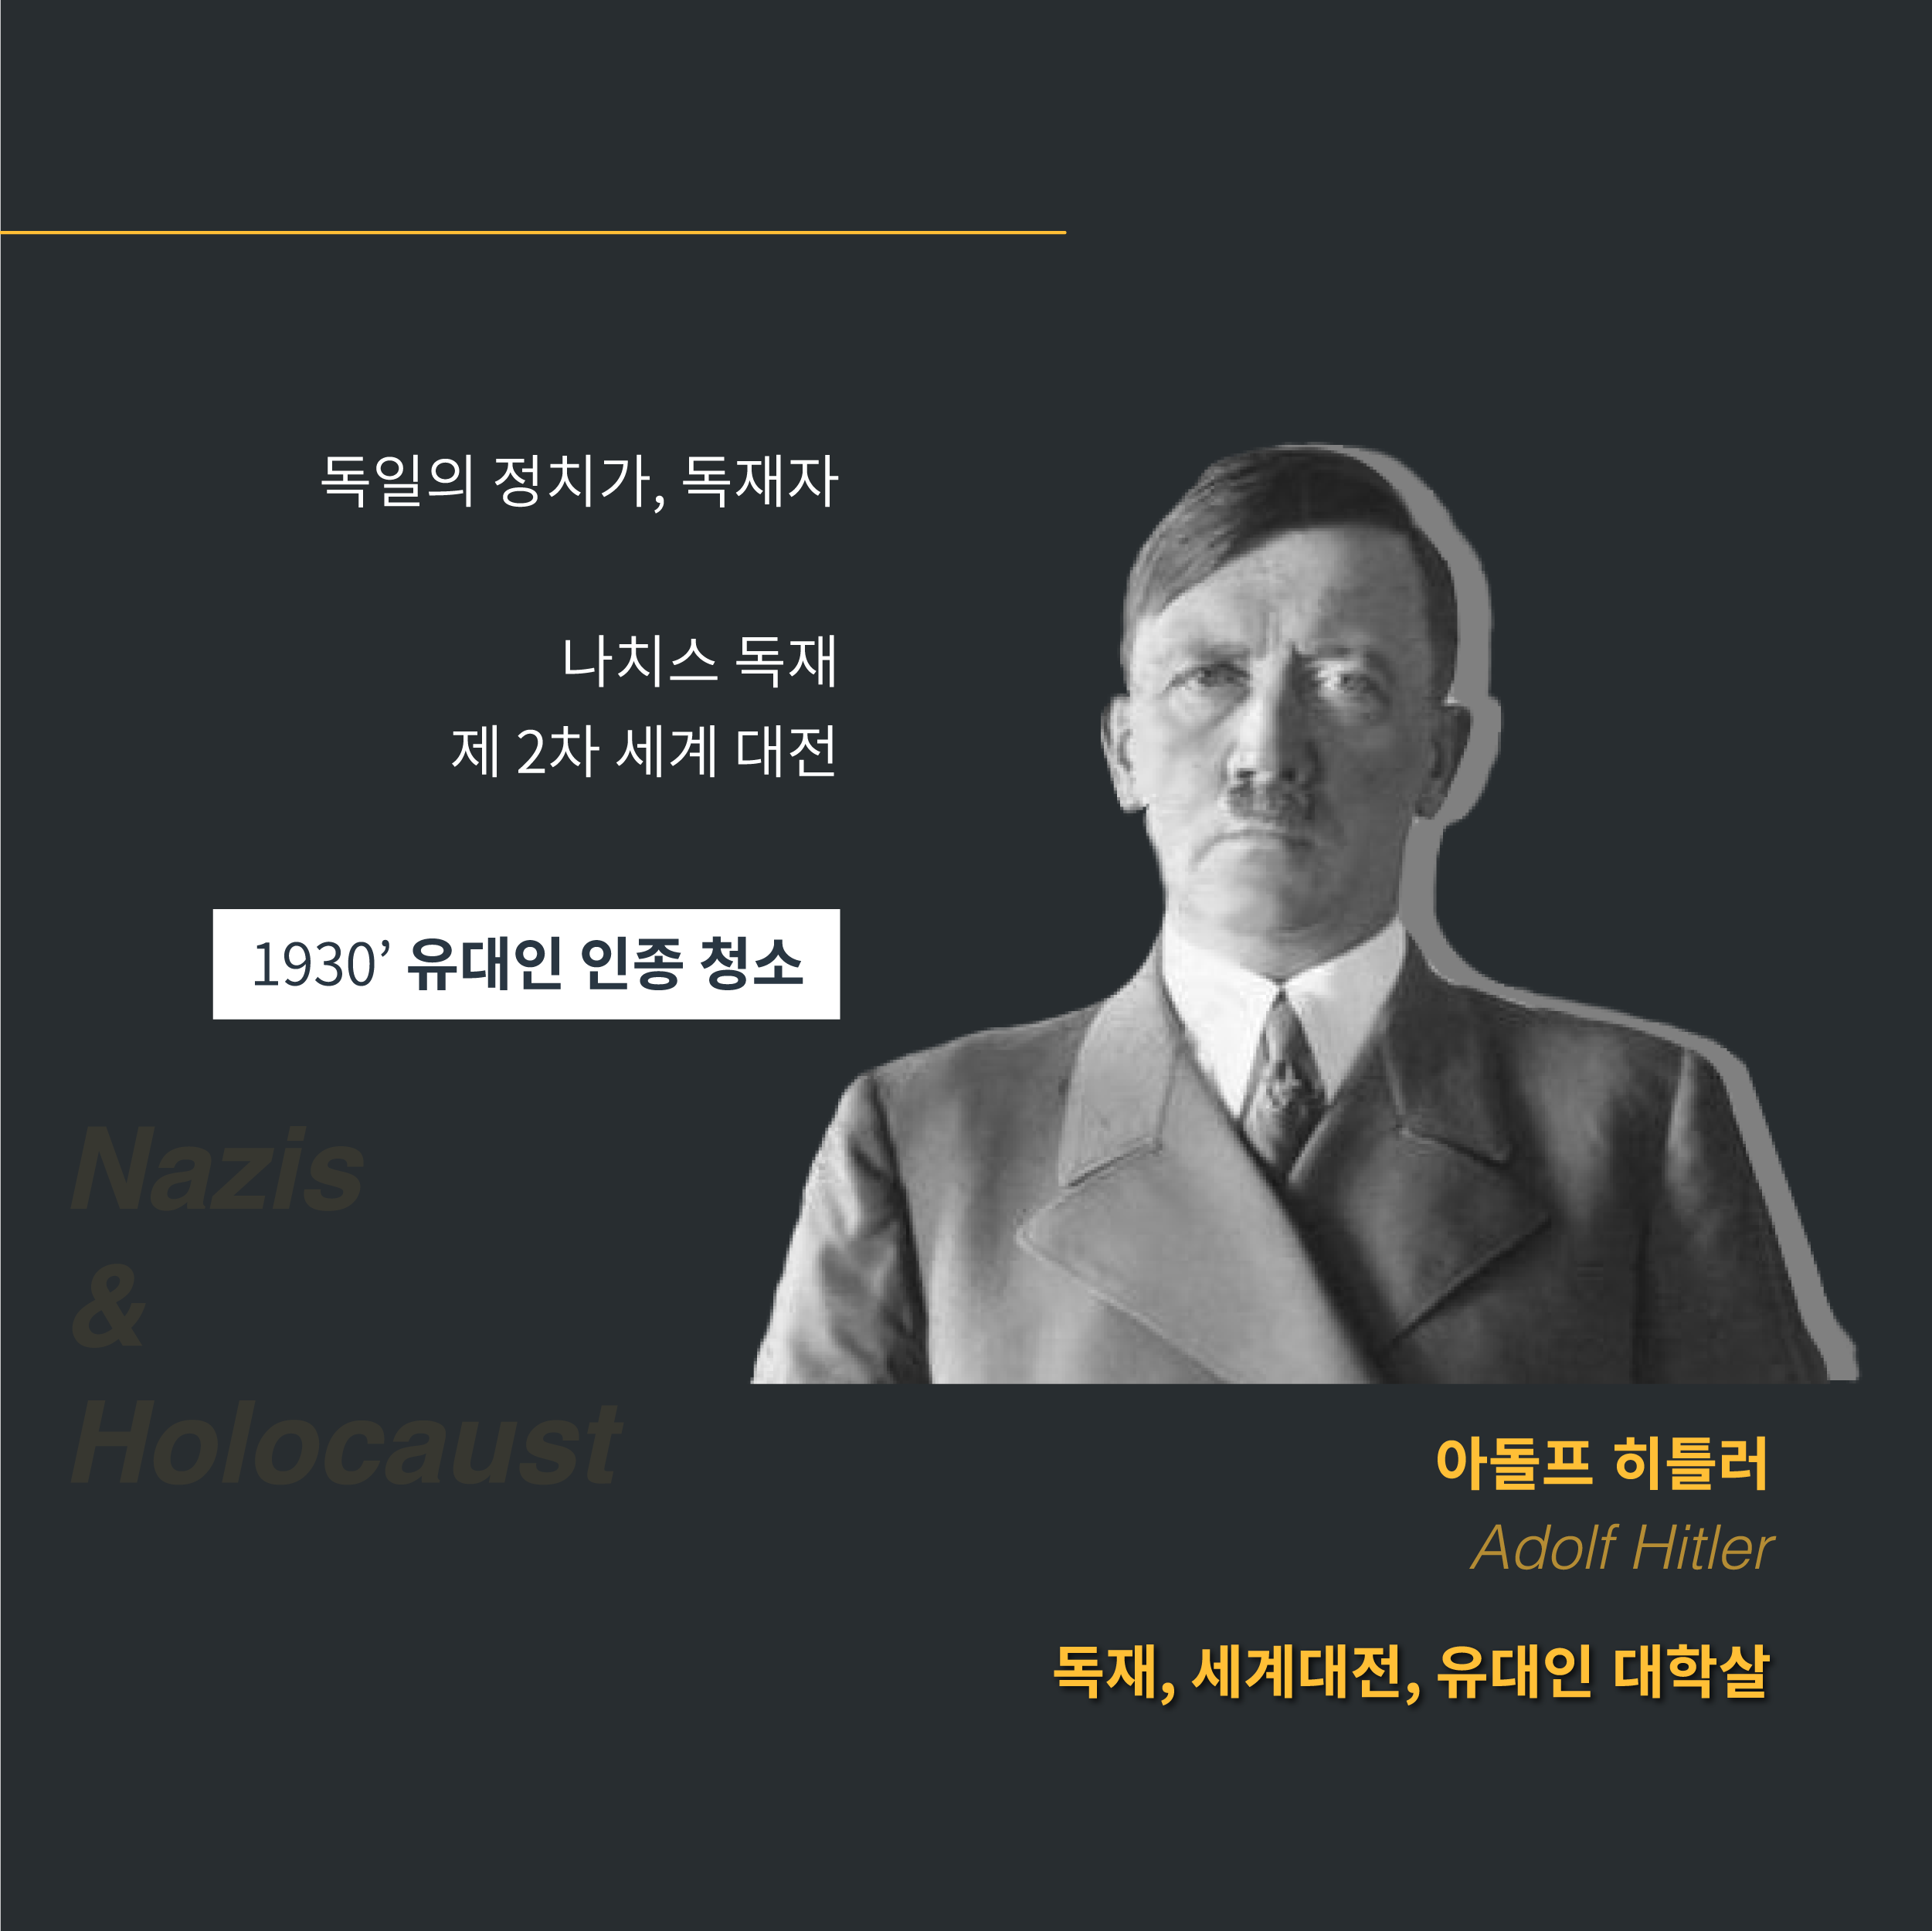 독일의 정치가, 독재자
나치스 독재
제 2차 세계 대전
1930’ 유대인 인종 청소
Nazis
&
Holocaust
아돌프 히틀러
Adolf Hitler
독재, 세계대전, 유대인 대학살